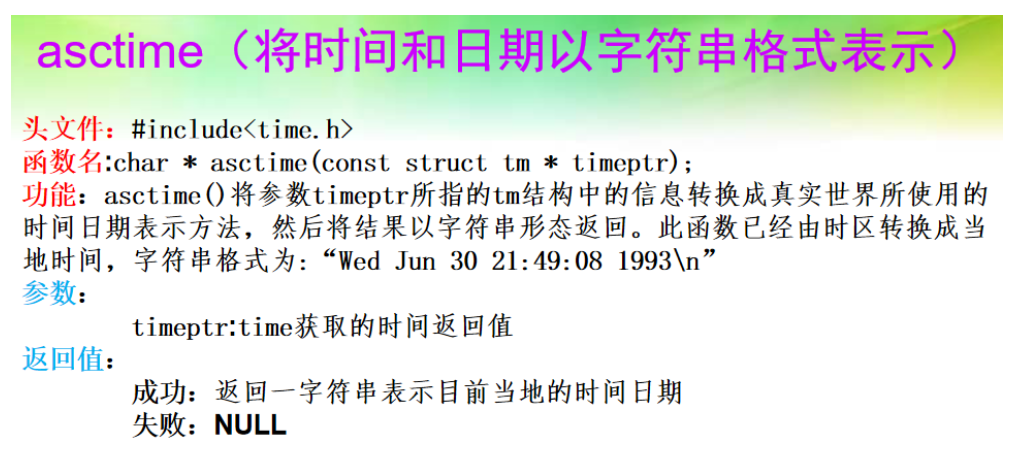 asctime（将时间和日期以字符串格式表示）
头文件：#include<time.h>
函数名:char * asctime(const struct tm * timeptr);
功能：asctime()将参数timeptr所指的tm结构中的信息转换成真实世界所使用的
时间日期表示方法，然后将结果以字符串形态返回。此函数已经由时区转换成当
地时间，字符串格式为：“Wed Jun 30 21:49:08 1993\n”
参数：
timeptr:time获取的时间返回值
返回值：
成功：返回一字符串表示目前当地的时间日期
失败：NULL